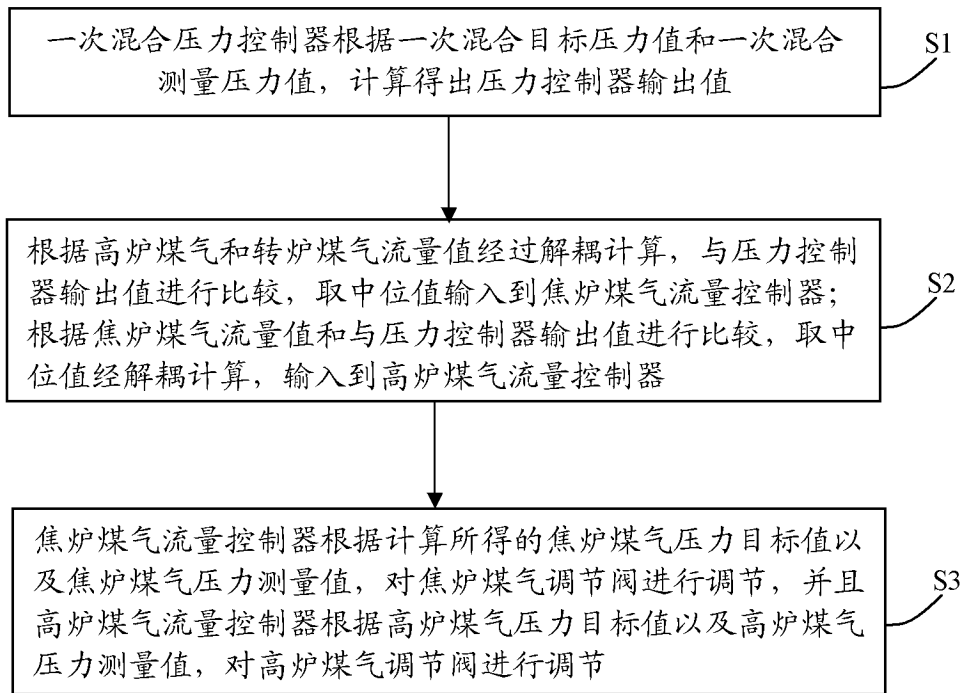 一次混合压力控制器根据一次混合目标压力值和一次混合
测量压力值，计算得出压力控制器输出值
S1
根据高炉煤气和转炉煤气流量值经过解耦计算，与压力控制
器输出值进行比较，取中位值输入到焦炉煤气流量控制器；
根据焦炉煤气流量值和与压力控制器输出值进行比较，取中
位值经解耦计算，输入到高炉煤气流量控制器
S2
焦炉煤气流量控制器根据计算所得的焦炉煤气压力目标值以
及焦炉煤气压力测量值，对焦炉煤气调节阀进行调节，并且
高炉煤气流量控制器根据高炉煤气压力目标值以及高炉煤气
压力测量值，对高炉煤气调节阀进行调节
S3